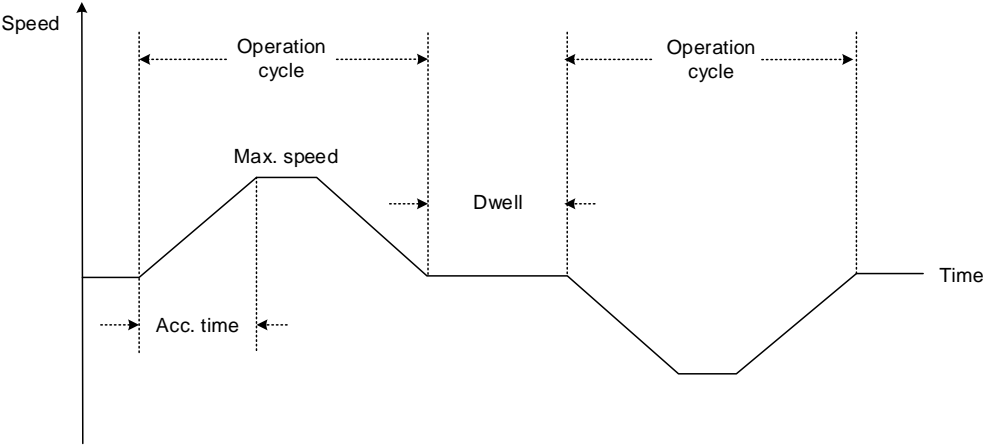 Speed
Operation
cycle
Operation
cycle
Max. speed
Dwell
Time
Acc. time